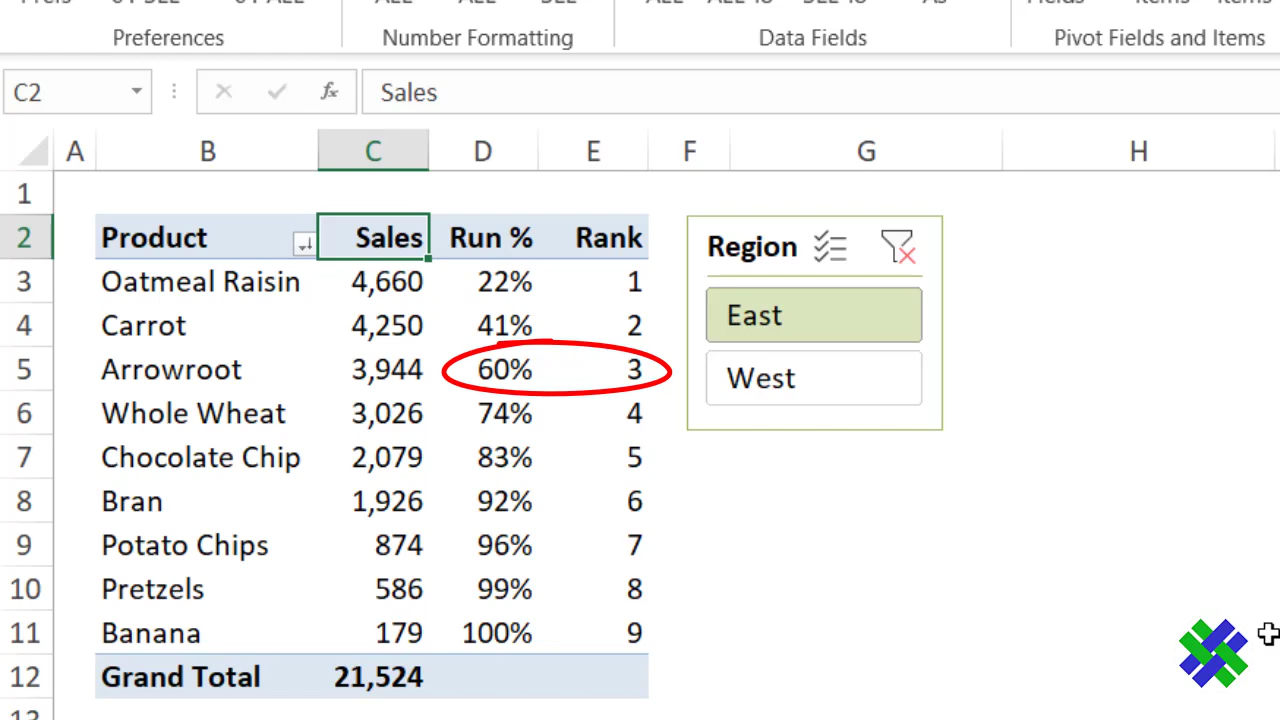 Preferences Number Formatting Data Fields Pivot Fields and Items
C2 fx Sales
A B C D E F G H
1
2 Product Sales Run % Rank
3 Oatmeal Raisin 4,660 22% 1
4 Carrot 4,250 41% 2
5 Arrowroot 3,944 60% 3
6 Whole Wheat 3,026 74% 4
7 Chocolate Chip 2,079 83% 5
8 Bran 1,926 92% 6
9 Potato Chips 874 96% 7
10 Pretzels 586 99% 8
11 Banana 179 100% 9
12 Grand Total 21,524
13
Region
East
West